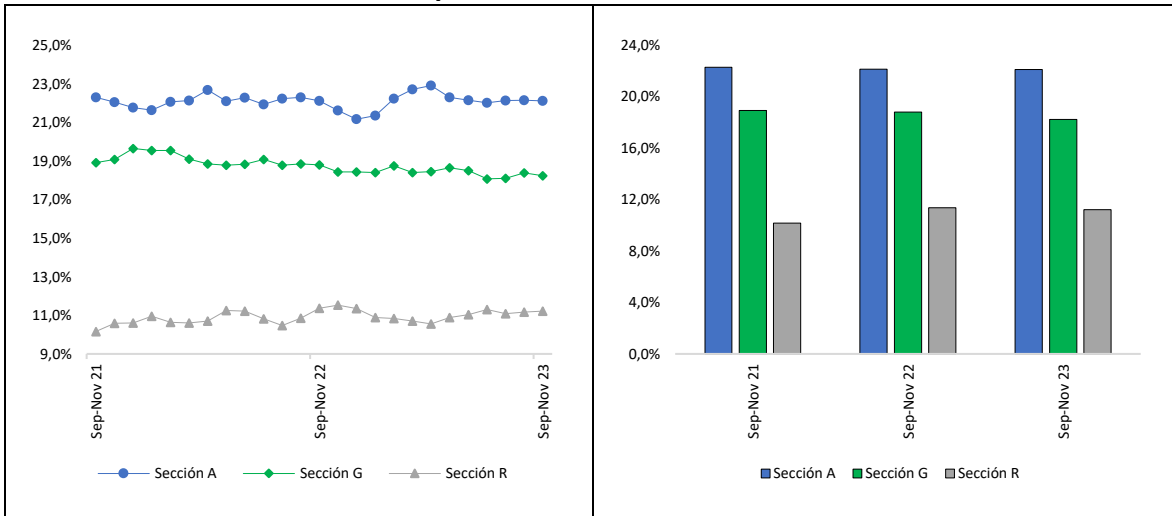 25,0%
23,0%
21,0%
19,0%
17,0%
15,0%
13,0%
11,0%
9,0%
Sep-Nov 21
Sep-Nov 22
Sep-Nov 23
Sección A
Sección G
Sección R
24,0%
20,0%
16,0%
12,0%
8,0%
4,0%
0,0%
Sep-Nov 21
Sep-Nov 22
Sep-Nov 23
Sección A
Sección G
Sección R